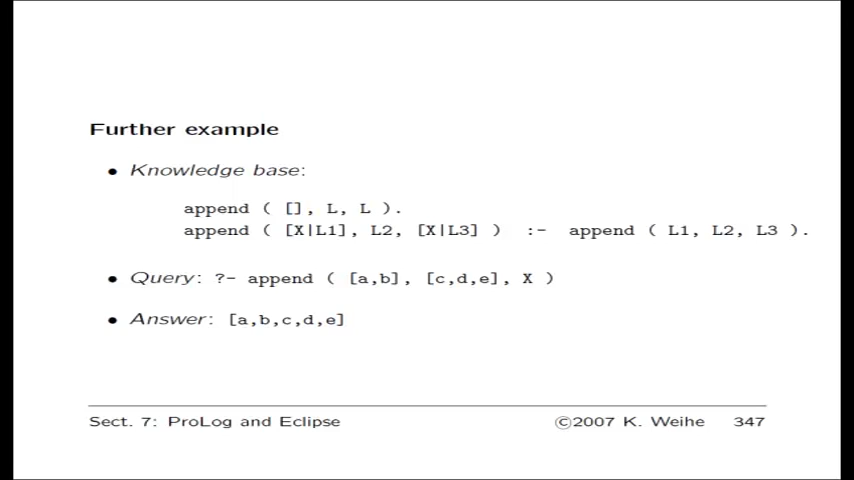 Further example
• Knowledge base:
append ( [], L, L ).
append ( [X|L1], L2, [X|L3] ) :- append ( L1, L2, L3 ).
• Query: ?- append ( [a,b], [c,d,e], X )
• Answer: [a,b,c,d,e]
Sect. 7: ProLog and Eclipse ©2007 K. Weihe 347